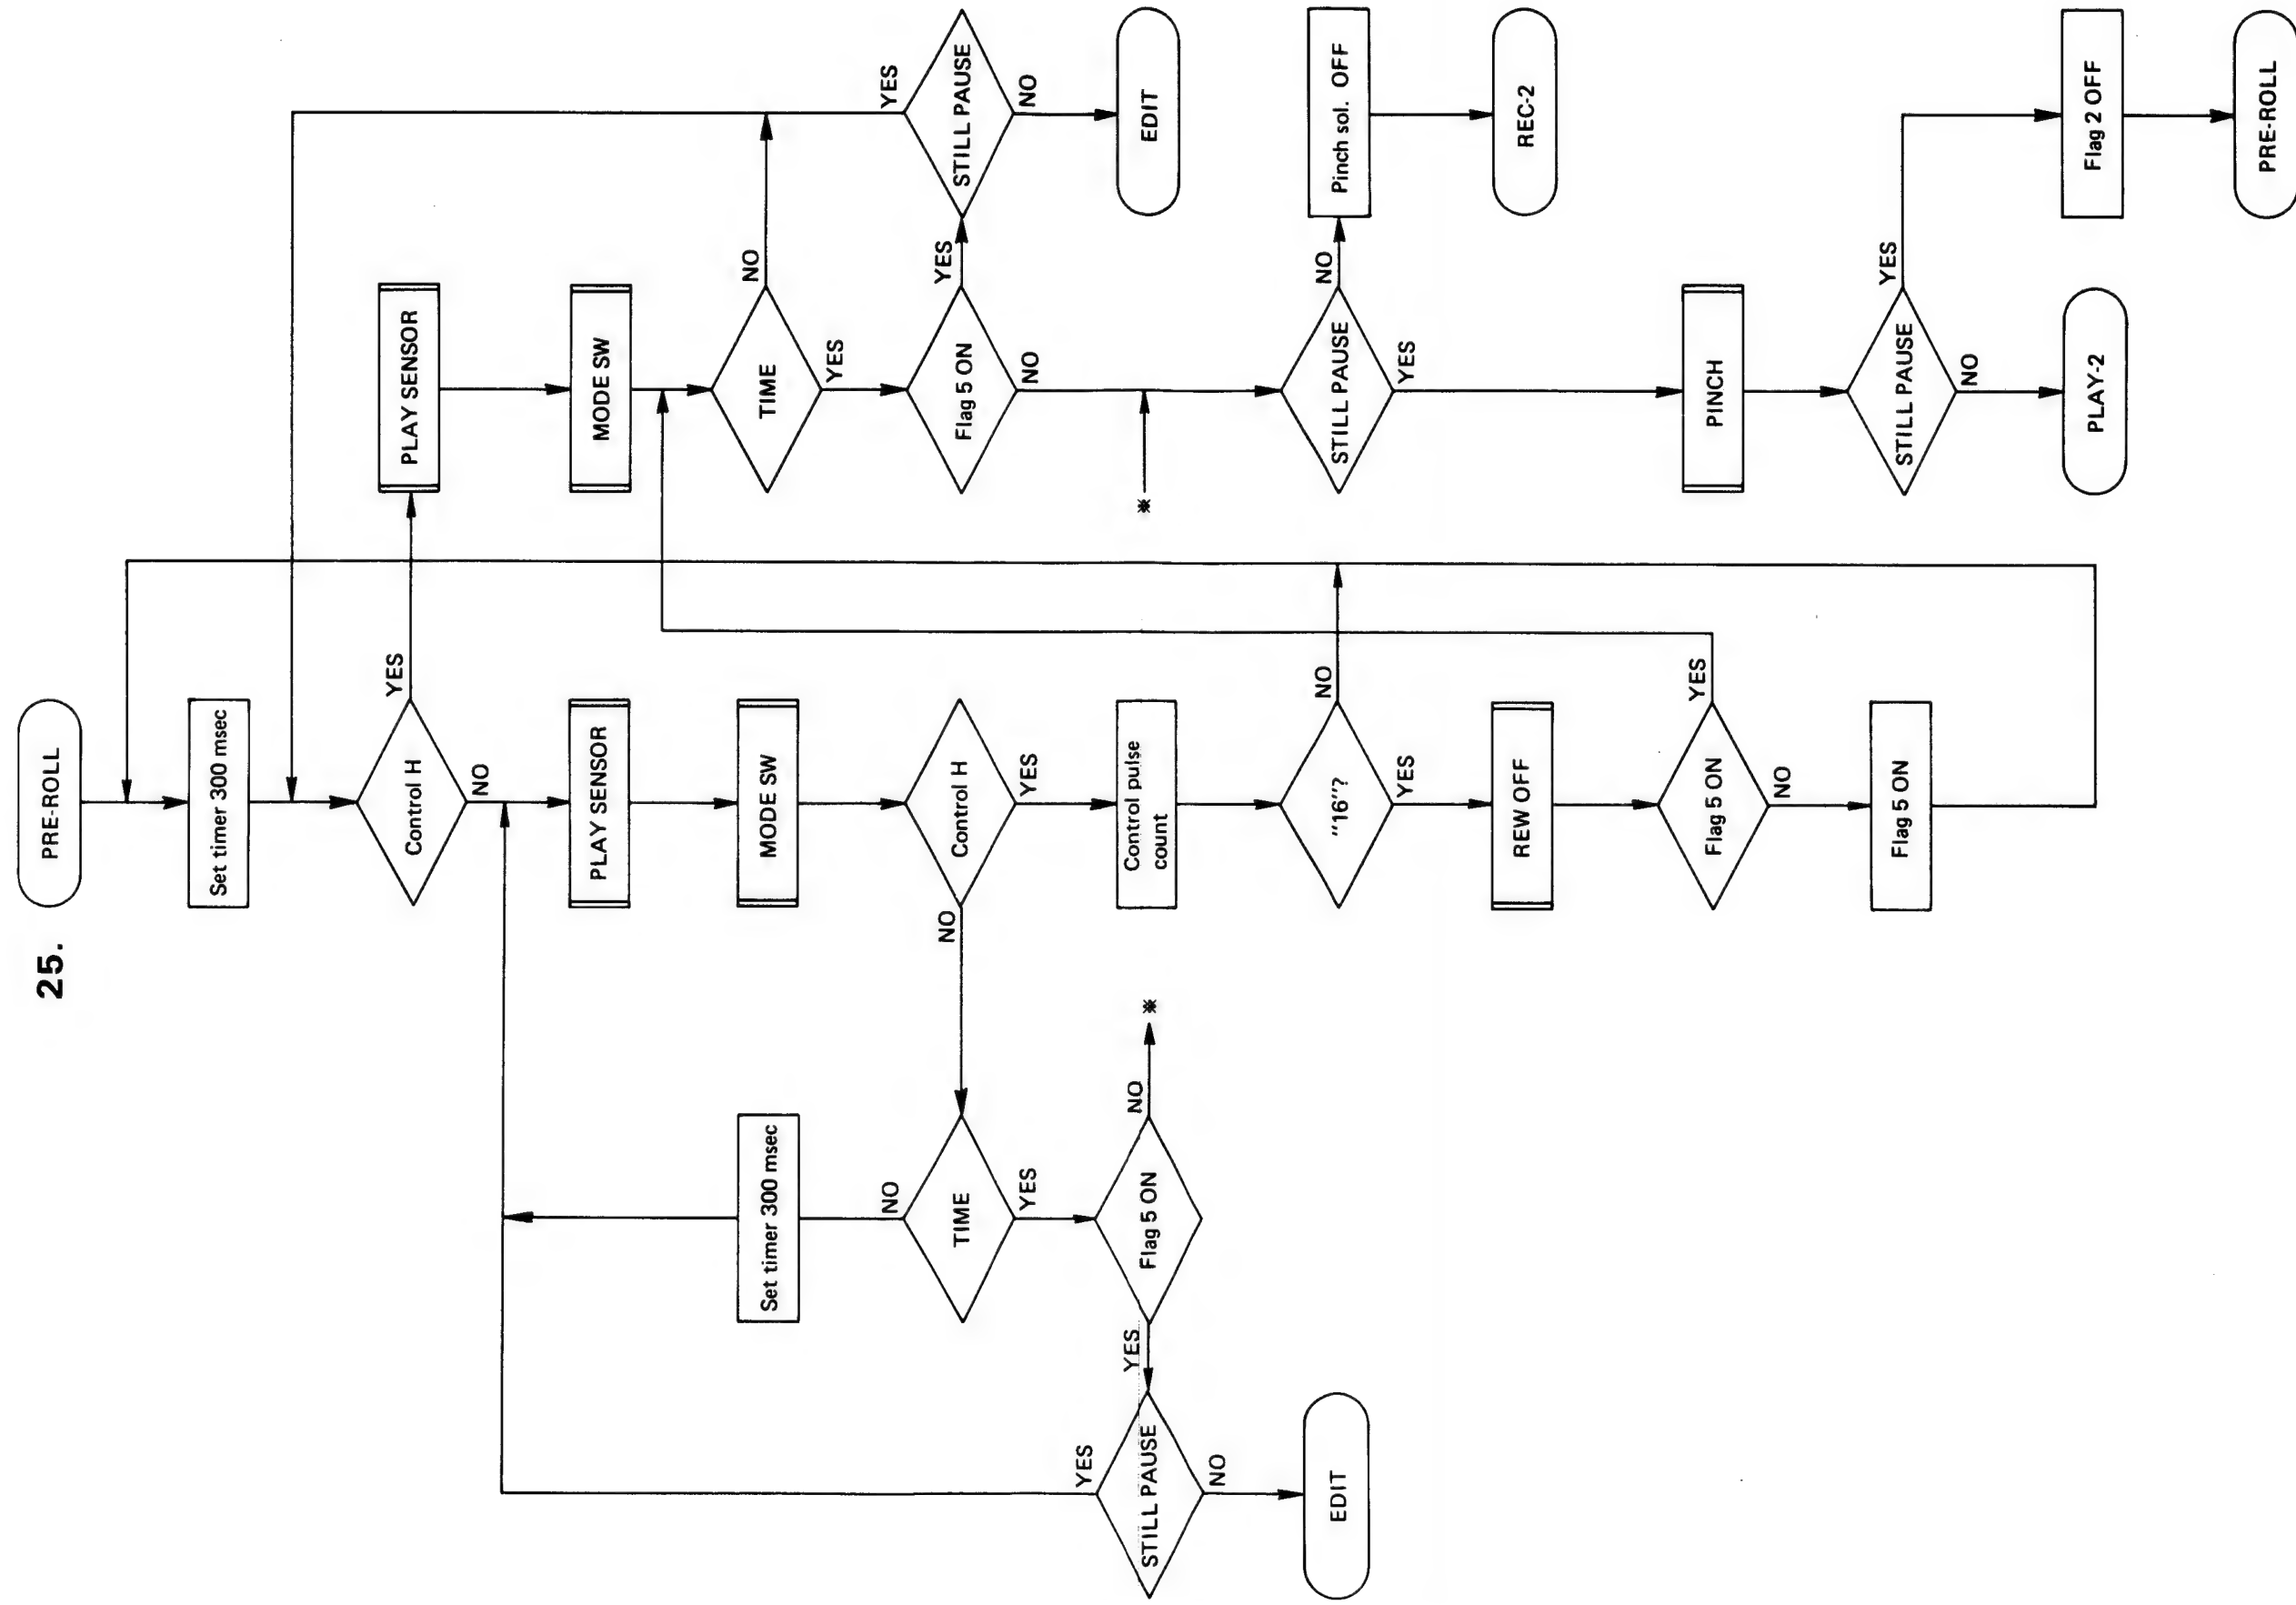 25.
PRE-ROLL
Set timer 300 msec
Control H
YES
NO
PLAY SENSOR
MODE SW
Control H
NO
YES
Control pulse
count
"16"?
NO
YES
REW OFF
Flag 5 ON
YES
NO
Flag 5 ON
Set timer 300 msec
NO
TIME
YES
Flag 5 ON
NO
※
YES
STILL PAUSE
YES
NO
EDIT
PLAY SENSOR
MODE SW
TIME
NO
YES
Flag 5 ON
YES
NO
STILL PAUSE
YES
NO
EDIT
※
STILL PAUSE
NO
YES
Pinch sol. OFF
REC-2
PINCH
STILL PAUSE
YES
NO
PLAY-2
Flag 2 OFF
PRE-ROLL